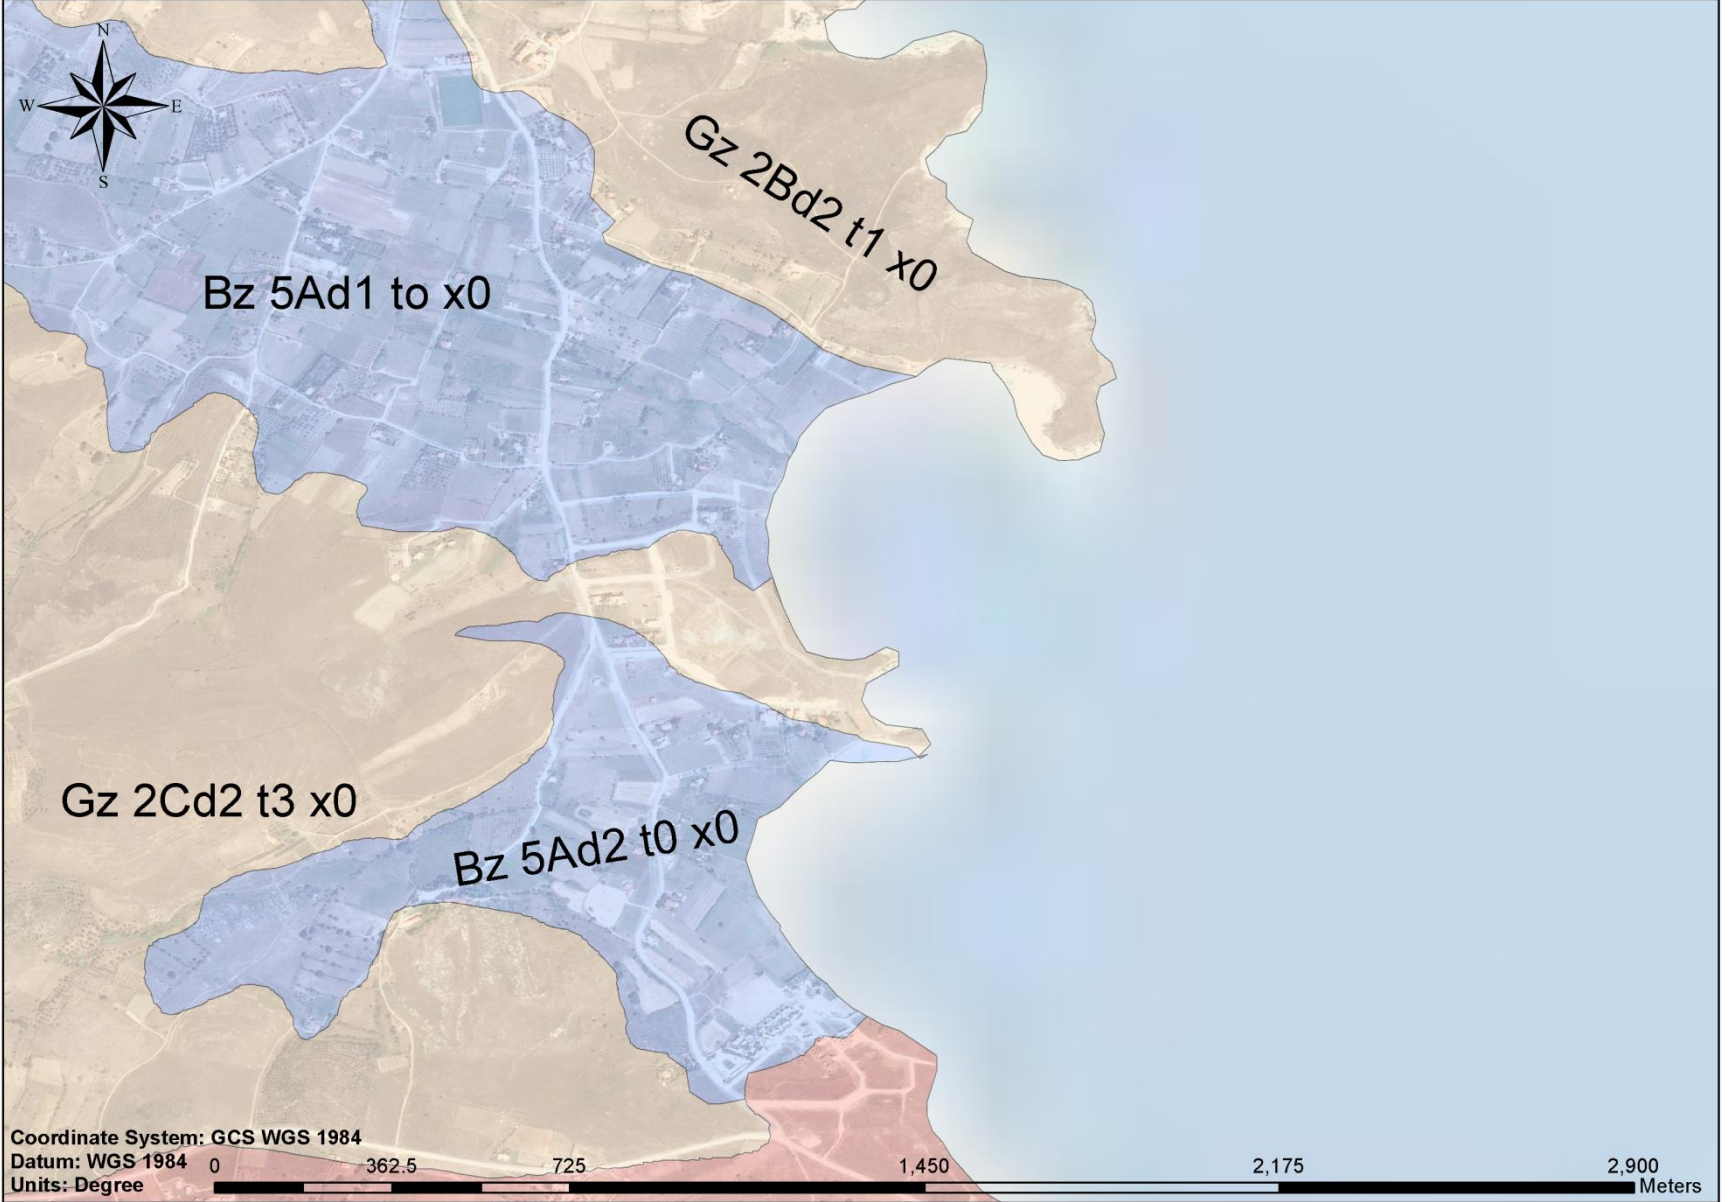 N
W E
S
Gz 2Bd2 t1 x0
Bz 5Ad1 to x0
Gz 2Cd2 t3 x0
Bz 5Ad2 t0 x0
Coordinate System: GCS WGS 1984
Datum: WGS 1984
Units: Degree
0 362.5 725 1,450 2,175 2,900
Meters